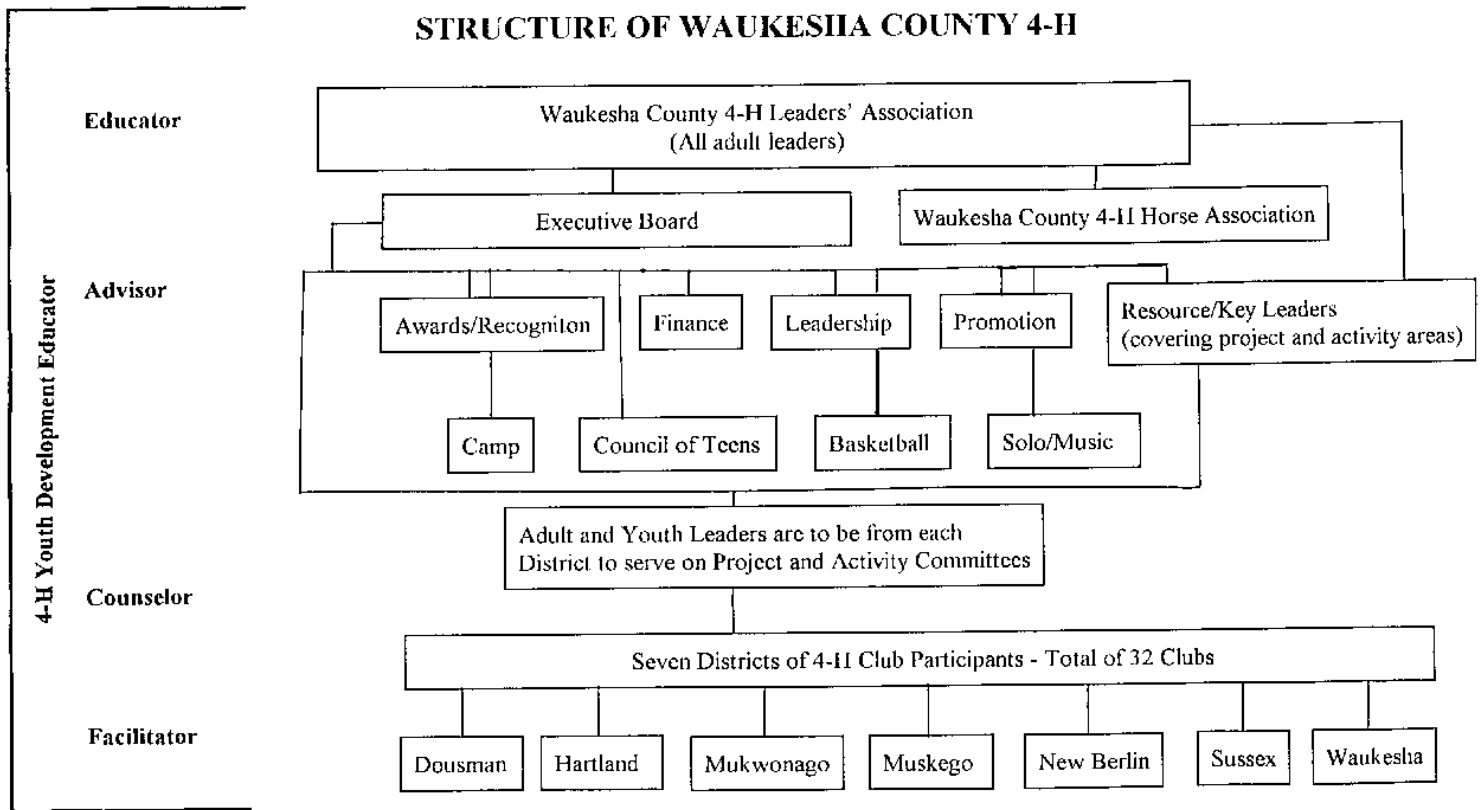 STRUCTURE OF WAUKESHA COUNTY 4-H
Educator
Waukesha County 4-H Leaders' Association
(All adult leaders)
Executive Board
Waukesha County 4-H Horse Association
4-H Youth Development Educator
Advisor
Awards/Recogniton
Finance
Leadership
Promotion
Resource/Key Leaders
(covering project and activity areas)
Camp
Council of Teens
Basketball
Solo/Music
Adult and Youth Leaders are to be from each
District to serve on Project and Activity Committees
Counselor
Seven Districts of 4-H Club Participants - Total of 32 Clubs
Facilitator
Dousman
Hartland
Mukwonago
Muskego
New Berlin
Sussex
Waukesha